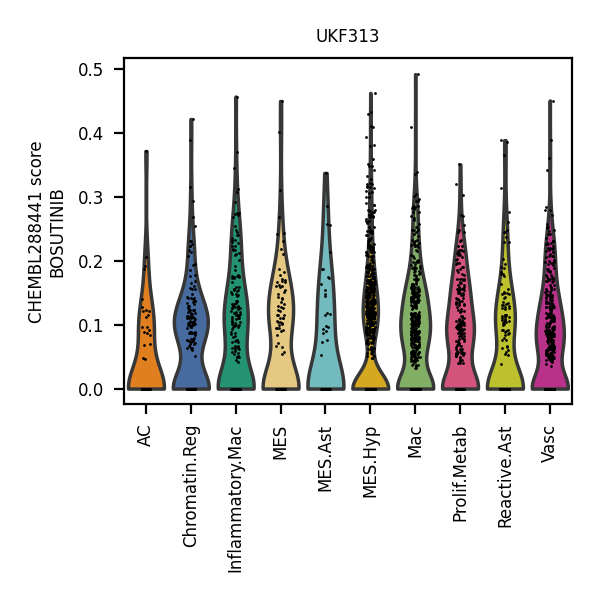 UKF313
CHEMBL288441 score
BOSUTINIB
0.5
0.4
0.3
0.2
0.1
0.0
AC
Chromatin.Reg
Inflammatory.Mac
MES
MES.Ast
MES.Hyp
Mac
Prolif.Metab
Reactive.Ast
Vasc